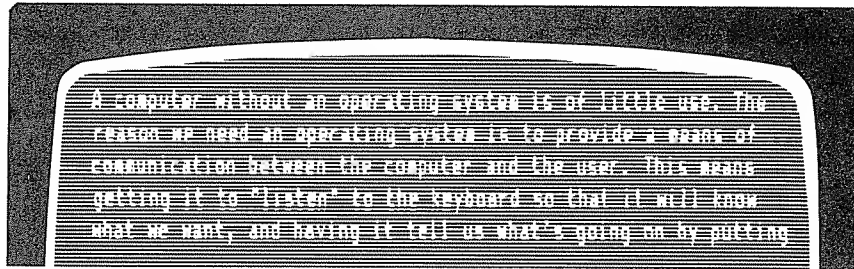 A computer without an operating system is of little use. The
reason we need an operating system is to provide a means of
communication between the computer and the user. This means
getting it to "listen" to the keyboard so that it will know
what we want, and having it tell us what's going on by putting